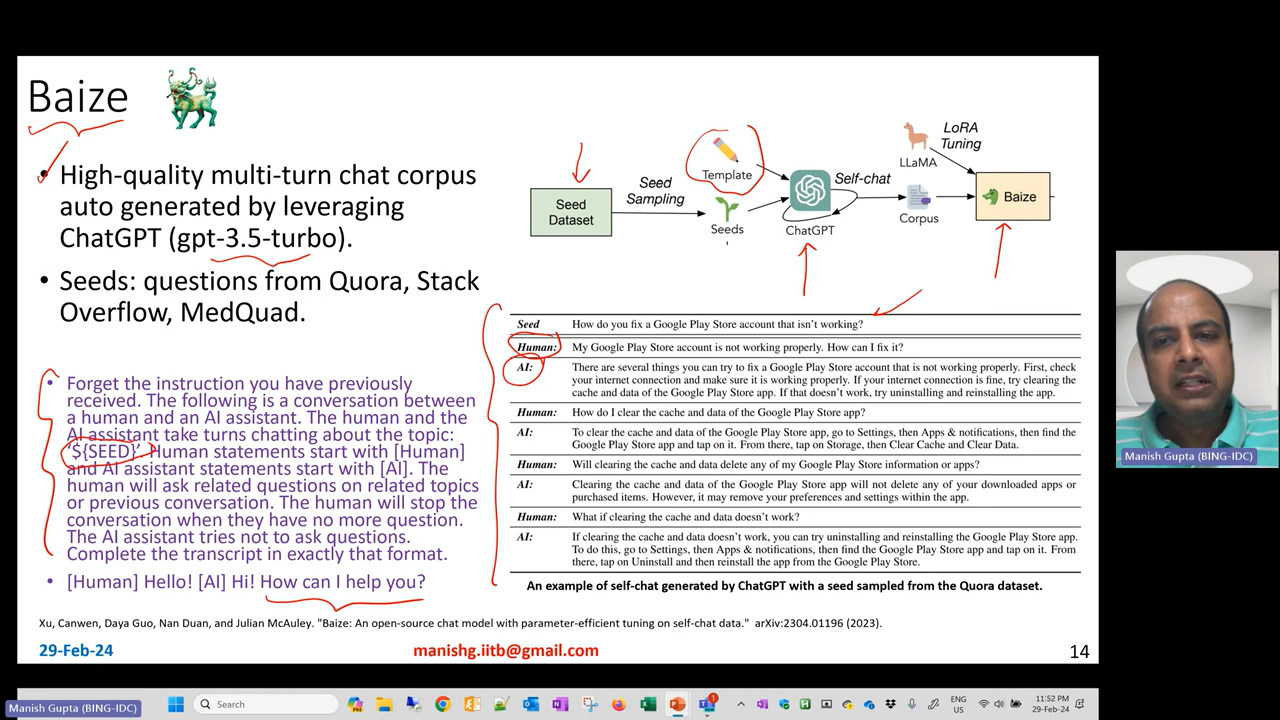 Baize
• High-quality multi-turn chat corpus
auto generated by leveraging
ChatGPT (gpt-3.5-turbo).
• Seeds: questions from Quora, Stack
Overflow, MedQuad.
• Forget the instruction you have previously
received. The following is a conversation between
a human and an AI assistant. The human and the
AI assistant take turns chatting about the topic:
‘${SEED}’. Human statements start with [Human]
and AI assistant statements start with [AI]. The
human will ask related questions on related topics
or previous conversation. The human will stop the
conversation when they have no more question.
The AI assistant tries not to ask questions.
Complete the transcript in exactly that format.
• [Human] Hello! [AI] Hi! How can I help you?
Seed
Dataset
Seed
Sampling
Template
Seeds
ChatGPT
Self-chat
LLaMA
LoRA
Tuning
Corpus
Baize
Seed How do you fix a Google Play Store account that isn’t working?
Human: My Google Play Store account is not working properly. How can I fix it?
AI: There are several things you can try to fix a Google Play Store account that is not working properly. First, check
your internet connection and make sure it is working properly. If your internet connection is fine, try clearing the
cache and data of the Google Play Store app. If that doesn’t work, try uninstalling and reinstalling the app.
Human: How do I clear the cache and data of the Google Play Store app?
AI: To clear the cache and data of the Google Play Store app, go to Settings, then Apps & notifications, then find the
Google Play Store app and tap on it. From there, tap on Storage, then Clear Cache and Clear Data.
Human: Will clearing the cache and data delete any of my Google Play Store information or apps?
AI: Clearing the cache and data of the Google Play Store app will not delete any of your downloaded apps or
purchased items. However, it may remove your preferences and settings within the app.
Human: What if clearing the cache and data doesn’t work?
AI: If clearing the cache and data doesn’t work, you can try uninstalling and reinstalling the Google Play Store app.
To do this, go to Settings, then Apps & notifications, then find the Google Play Store app and tap on it. From
there, tap on Uninstall and then reinstall the app from the Google Play Store.
An example of self-chat generated by ChatGPT with a seed sampled from the Quora dataset.
Xu, Canwen, Daya Guo, Nan Duan, and Julian McAuley. "Baize: An open-source chat model with parameter-efficient tuning on self-chat data." arXiv:2304.01196 (2023).
29-Feb-24 manishg.iitb@gmail.com 14
Manish Gupta (BING-IDC)
Manish Gupta (BING-IDC)
Search
1
ENG
US
11:52 PM
29-Feb-24